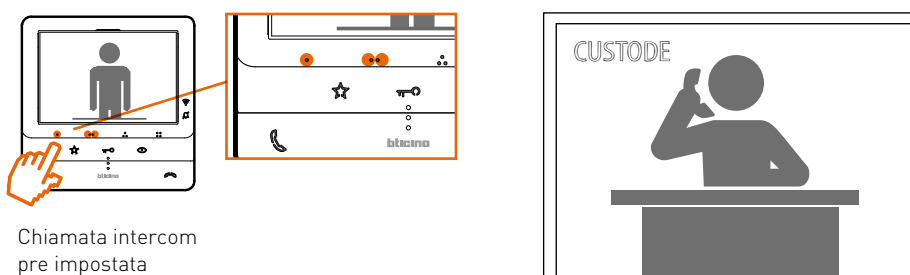 bticino
bticino
Chiamata intercom
pre impostata
CUSTODE